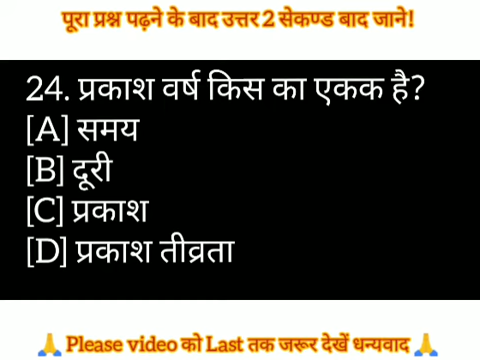 पूरा प्रश्न पढ़ने के बाद उत्तर 2 सेकण्ड बाद जाने!
24. प्रकाश वर्ष किस का एकक है?
[A] समय
[B] दूरी
[C] प्रकाश
[D] प्रकाश तीव्रता
🙏 Please video को Last तक जरूर देखें धन्यवाद 🙏